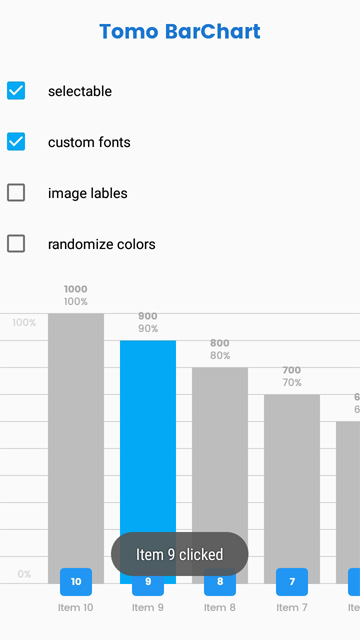 Tomo BarChart
selectable
custom fonts
image lables
randomize colors
1000
100%
900
90%
800
80%
700
70%
100%
0%
Item 9 clicked
10
9
8
7
Item 10
Item 9
Item 8
Item 7